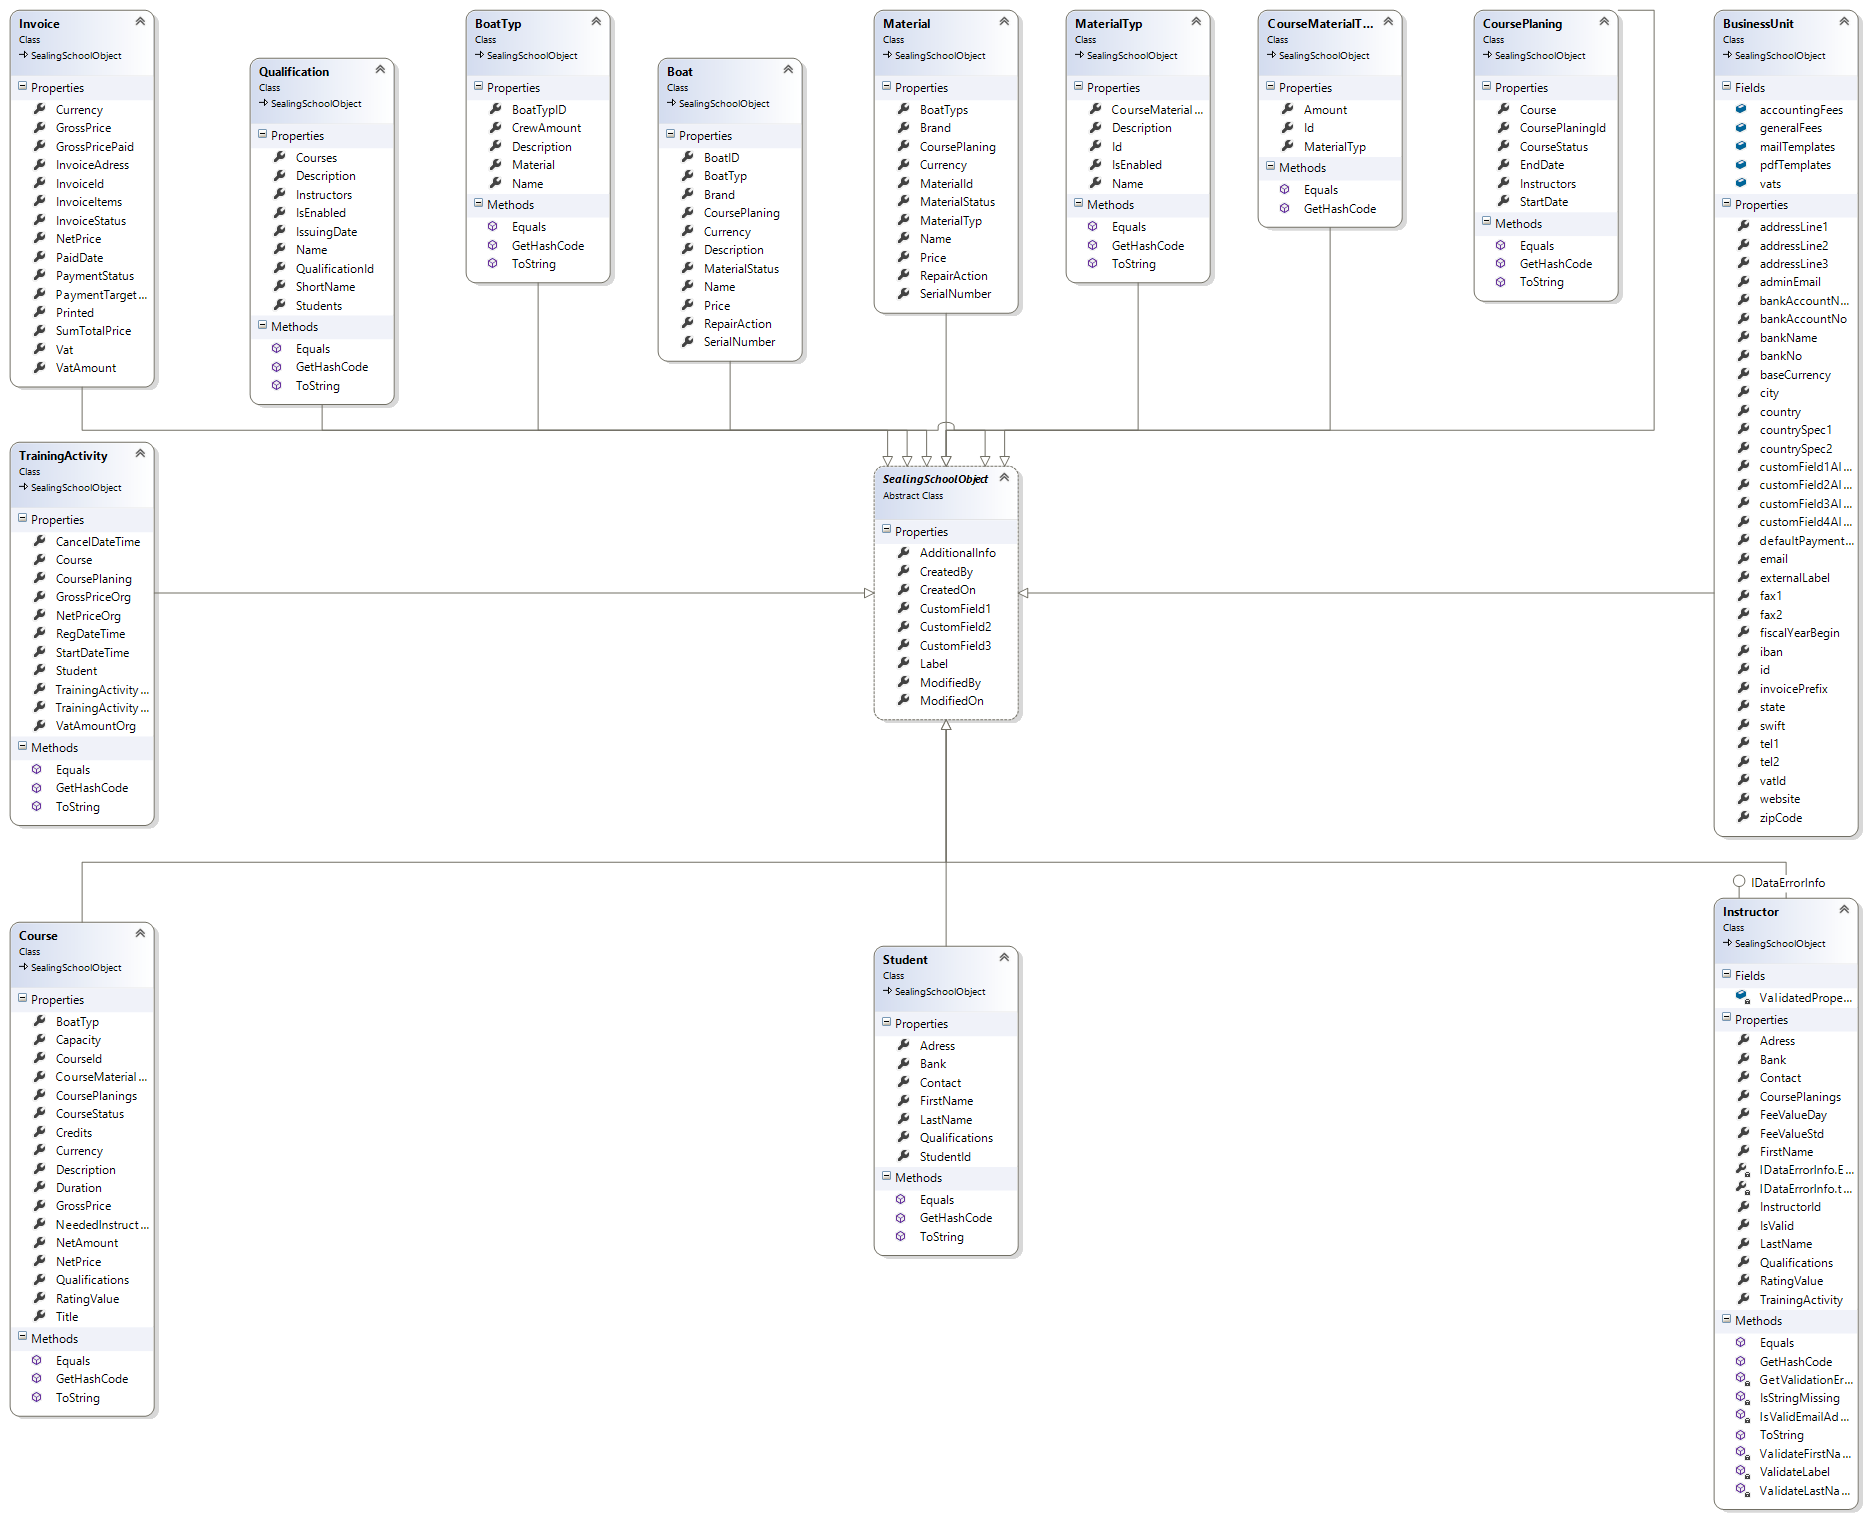 Invoice
Class
SealingSchoolObject
Properties
Currency
GrossPrice
GrossPricePaid
InvoiceAdress
InvoiceId
InvoiceItems
InvoiceStatus
NetPrice
PaidDate
PaymentStatus
PaymentTarget...
Printed
SumTotalPrice
Vat
VatAmount
Qualification
Class
SealingSchoolObject
Properties
Courses
Description
Instructors
IsEnabled
IssuingDate
Name
QualificationId
ShortName
Students
Methods
Equals
GetHashCode
ToString
BoatTyp
Class
SealingSchoolObject
Properties
BoatTypID
CrewAmount
Description
Material
Name
Methods
Equals
GetHashCode
ToString
Boat
Class
SealingSchoolObject
Properties
BoatID
BoatTyp
Brand
CoursePlaning
Currency
Description
MaterialStatus
Name
Price
RepairAction
SerialNumber
Material
Class
SealingSchoolObject
Properties
BoatTyps
Brand
CoursePlaning
Currency
MaterialId
MaterialStatus
MaterialTyp
Name
Price
RepairAction
SerialNumber
MaterialTyp
Class
SealingSchoolObject
Properties
CourseMaterial...
Description
Id
IsEnabled
Name
Methods
Equals
GetHashCode
ToString
CourseMaterialT...
Class
SealingSchoolObject
Properties
Amount
Id
MaterialTyp
Methods
Equals
GetHashCode
CoursePlaning
Class
SealingSchoolObject
Properties
Course
CoursePlaningId
CourseStatus
EndDate
Instructors
StartDate
Methods
Equals
GetHashCode
ToString
BusinessUnit
Class
SealingSchoolObject
Fields
accountingFees
generalFees
mailTemplates
pdfTemplates
vats
Properties
addressLine1
addressLine2
addressLine3
adminEmail
bankAccountN...
bankAccountNo
bankName
bankNo
baseCurrency
city
country
countrySpec1
countrySpec2
customField1Al...
customField2Al...
customField3Al...
customField4Al...
defaultPayment...
email
externalLabel
fax1
fax2
fiscalYearBegin
iban
id
invoicePrefix
state
swift
tel1
tel2
vatId
website
zipCode
TrainingActivity
Class
SealingSchoolObject
Properties
CancelDateTime
Course
CoursePlaning
GrossPriceOrg
NetPriceOrg
RegDateTime
StartDateTime
Student
TrainingActivity...
TrainingActivity...
VatAmountOrg
Methods
Equals
GetHashCode
ToString
SealingSchoolObject
Abstract Class
Properties
AdditionalInfo
CreatedBy
CreatedOn
CustomField1
CustomField2
CustomField3
Label
ModifiedBy
ModifiedOn
Course
Class
SealingSchoolObject
Properties
BoatTyp
Capacity
CourseId
CourseMaterial...
CoursePlanings
CourseStatus
Credits
Currency
Description
Duration
GrossPrice
NeededInstruct...
NetAmount
NetPrice
Qualifications
RatingValue
Title
Methods
Equals
GetHashCode
ToString
Student
Class
SealingSchoolObject
Properties
Adress
Bank
Contact
FirstName
LastName
Qualifications
StudentId
Methods
Equals
GetHashCode
ToString
IDataErrorInfo
Instructor
Class
SealingSchoolObject
Fields
ValidatedPrope...
Properties
Adress
Bank
Contact
CoursePlanings
FeeValueDay
FeeValueStd
FirstName
IDataErrorInfo.E...
IDataErrorInfo.t...
InstructorId
IsValid
LastName
Qualifications
RatingValue
TrainingActivity
Methods
Equals
GetHashCode
GetValidationEr...
IsStringMissing
IsValidEmailAd...
ToString
ValidateFirstNa...
ValidateLabel
ValidateLastNa...